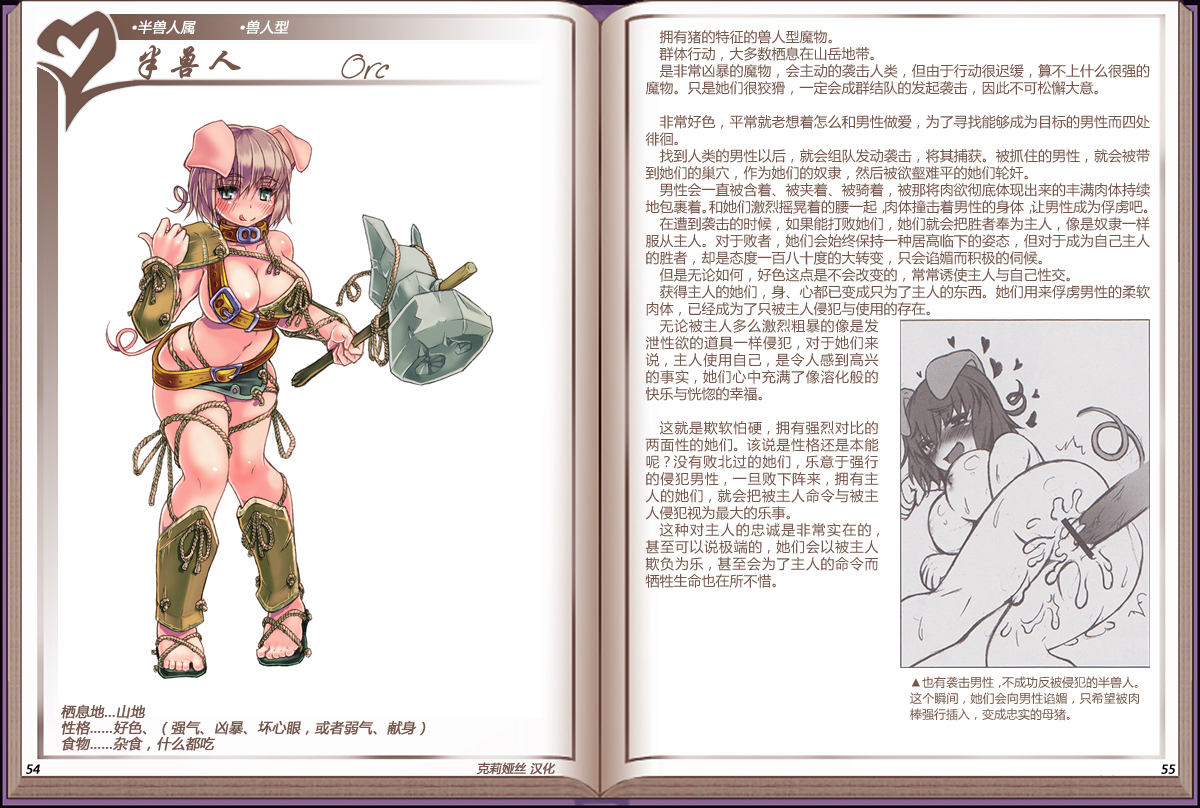 •半兽人属 •兽人型
半兽人 Orc
栖息地...山地
性格......好色、（强气、凶暴、坏心眼，或者弱气、献身）
食物......杂食，什么都吃
54
克莉娅丝 汉化
拥有猪的特征的兽人型魔物。
群体行动，大多数栖息在山岳地带。
是非常凶暴的魔物，会主动的袭击人类，但由于行动很迟缓，算不上什么很强的
魔物。只是她们很狡猾，一定会成群结队的发起袭击，因此不可松懈大意。
非常好色，平常就老想着怎么和男性做爱，为了寻找能够成为目标的男性而四处
徘徊。
找到人类的男性以后，就会组队发动袭击，将其捕获。被抓住的男性，就会被带
到她们的巢穴，作为她们的奴隶，然后被欲壑难平的她们轮奸。
男性会一直被含着、被夹着、被骑着，被那将肉欲彻底体现出来的丰满肉体持续
地包裹着。和她们激烈摇晃着的腰一起,肉体撞击着男性的身体,让男性成为俘虏吧。
在遭到袭击的时候，如果能打败她们，她们就会把胜者奉为主人，像是奴隶一样
服从主人。对于败者，她们会始终保持一种居高临下的姿态，但对于成为自己主人
的胜者，却是态度一百八十度的大转变，只会谄媚而积极的伺候。
但是无论如何，好色这点是不会改变的，常常诱使主人与自己性交。
获得主人的她们，身、心都已变成只为了主人的东西。她们用来俘虏男性的柔软
肉体，已经成为了只被主人侵犯与使用的存在。
无论被主人多么激烈粗暴的像是发
泄性欲的道具一样侵犯，对于她们来
说，主人使用自己，是令人感到高兴
的事实，她们心中充满了像溶化般的
快乐与恍惚的幸福。
这就是欺软怕硬，拥有强烈对比的
两面性的她们。该说是性格还是本能
呢？没有败北过的她们，乐意于强行
的侵犯男性，一旦败下阵来，拥有主
人的她们，就会把被主人命令与被主
人侵犯视为最大的乐事。
这种对主人的忠诚是非常实在的，
甚至可以说极端的，她们会以被主人
欺负为乐，甚至会为了主人的命令而
牺牲生命也在所不惜。
▲也有袭击男性,不成功反被侵犯的半兽人。
这个瞬间，她们会向男性谄媚，只希望被肉
棒强行插入，变成忠实的母猪。
55